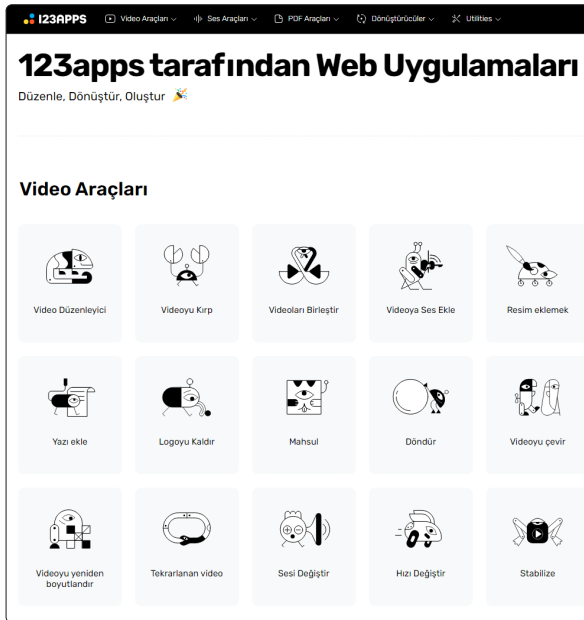 123APPS
Video Araçları
Ses Araçları
PDF Araçları
Dönüştürücüler
Utilities
123apps tarafından Web Uygulamaları
Düzenle, Dönüştür, Oluştur
Video Araçları
Video Düzenleyici
Videoyu Kırp
Videoları Birleştir
Videoya Ses Ekle
Resim eklemek
Yazı ekle
Logoyu Kaldır
Mahsul
Döndür
Videoyu çevir
Videoyu yeniden
boyutlandır
Tekrarlanan video
Sesi Değiştir
Hızı Değiştir
Stabilize